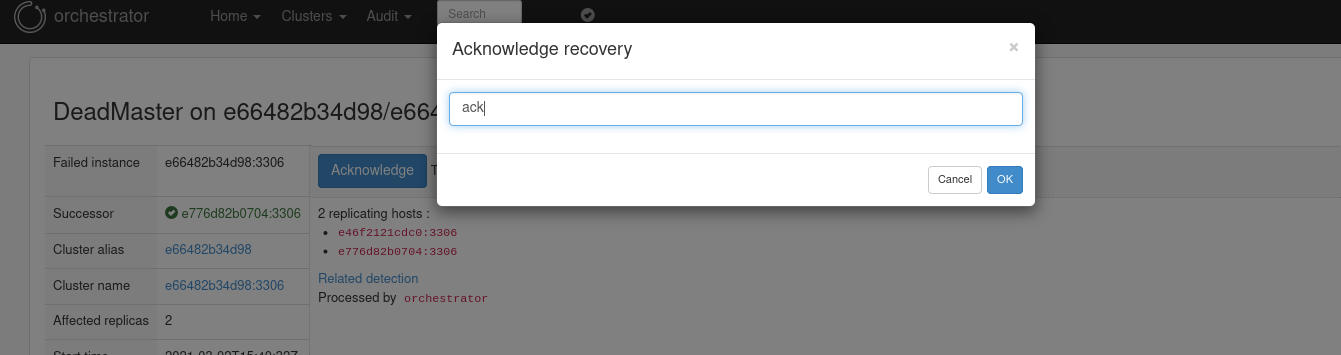 orchestrator Home Clusters Audit Search
Acknowledge recovery ×
ack
Cancel OK
DeadMaster on e66482b34d98/e664
Failed instance e66482b34d98:3306 Acknowledge
Successor e776d82b0704:3306 2 replicating hosts :
e46f2121cdc0:3306
e776d82b0704:3306
Cluster alias e66482b34d98
Related detection
Cluster name e66482b34d98:3306
Processed by orchestrator
Affected replicas 2